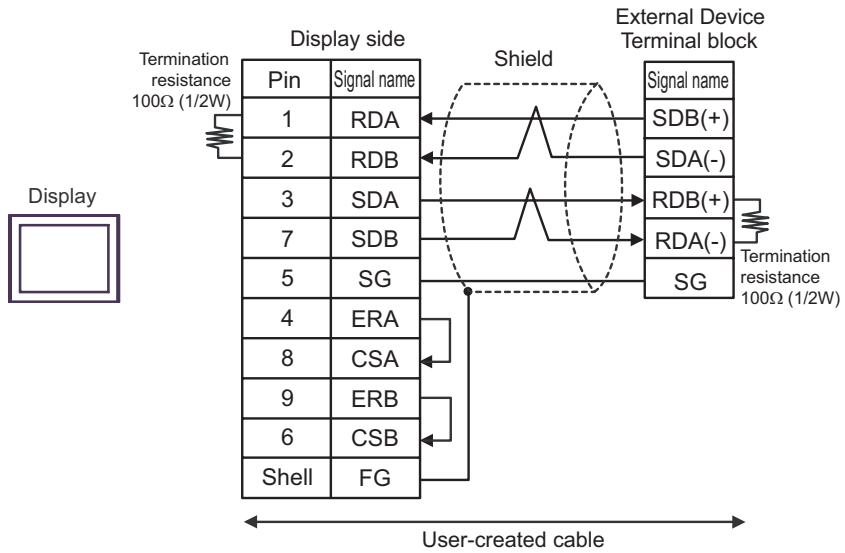 External Device
Terminal block
Display side
Shield
Termination
resistance
100Ω (1/2W)
Pin Signal name
Signal name
1 RDA
SDB(+)
2 RDB
SDA(-)
Display
3 SDA
RDB(+)
7 SDB
RDA(-)
Termination
resistance
100Ω (1/2W)
5 SG
SG
4 ERA
8 CSA
9 ERB
6 CSB
Shell FG
User-created cable